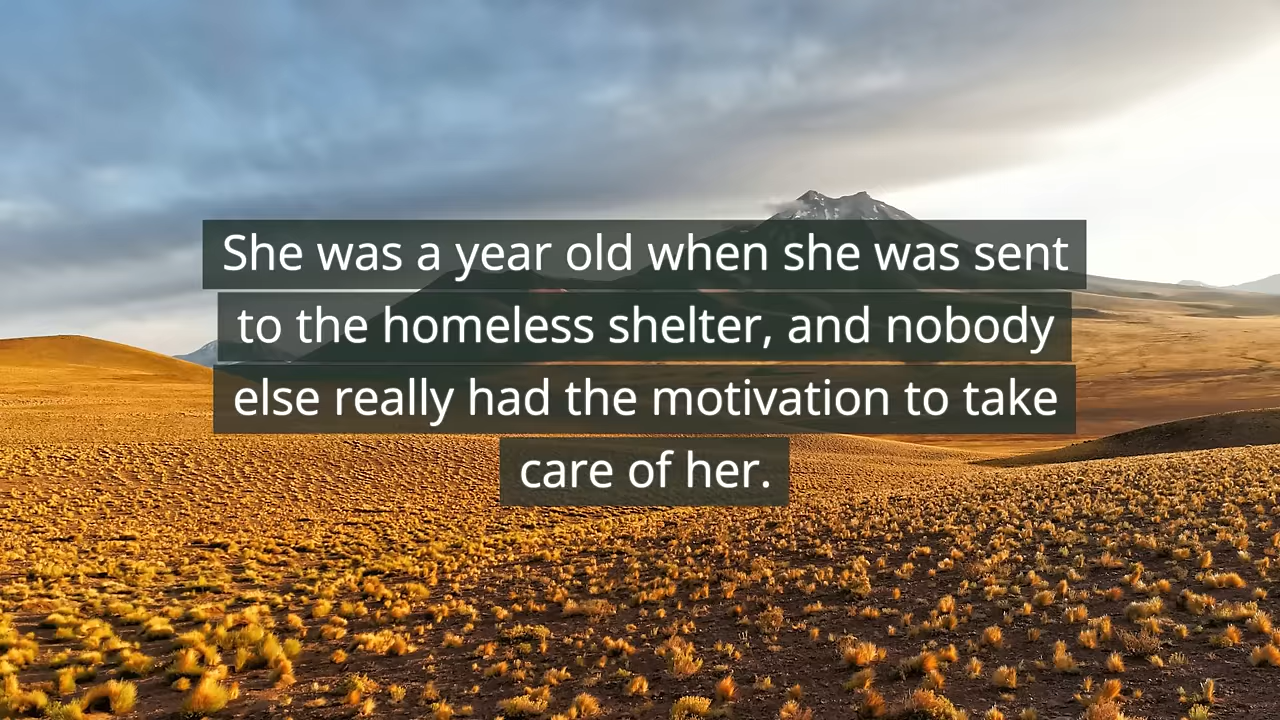 She was a year old when she was sent
to the homeless shelter, and nobody
else really had the motivation to take
care of her.